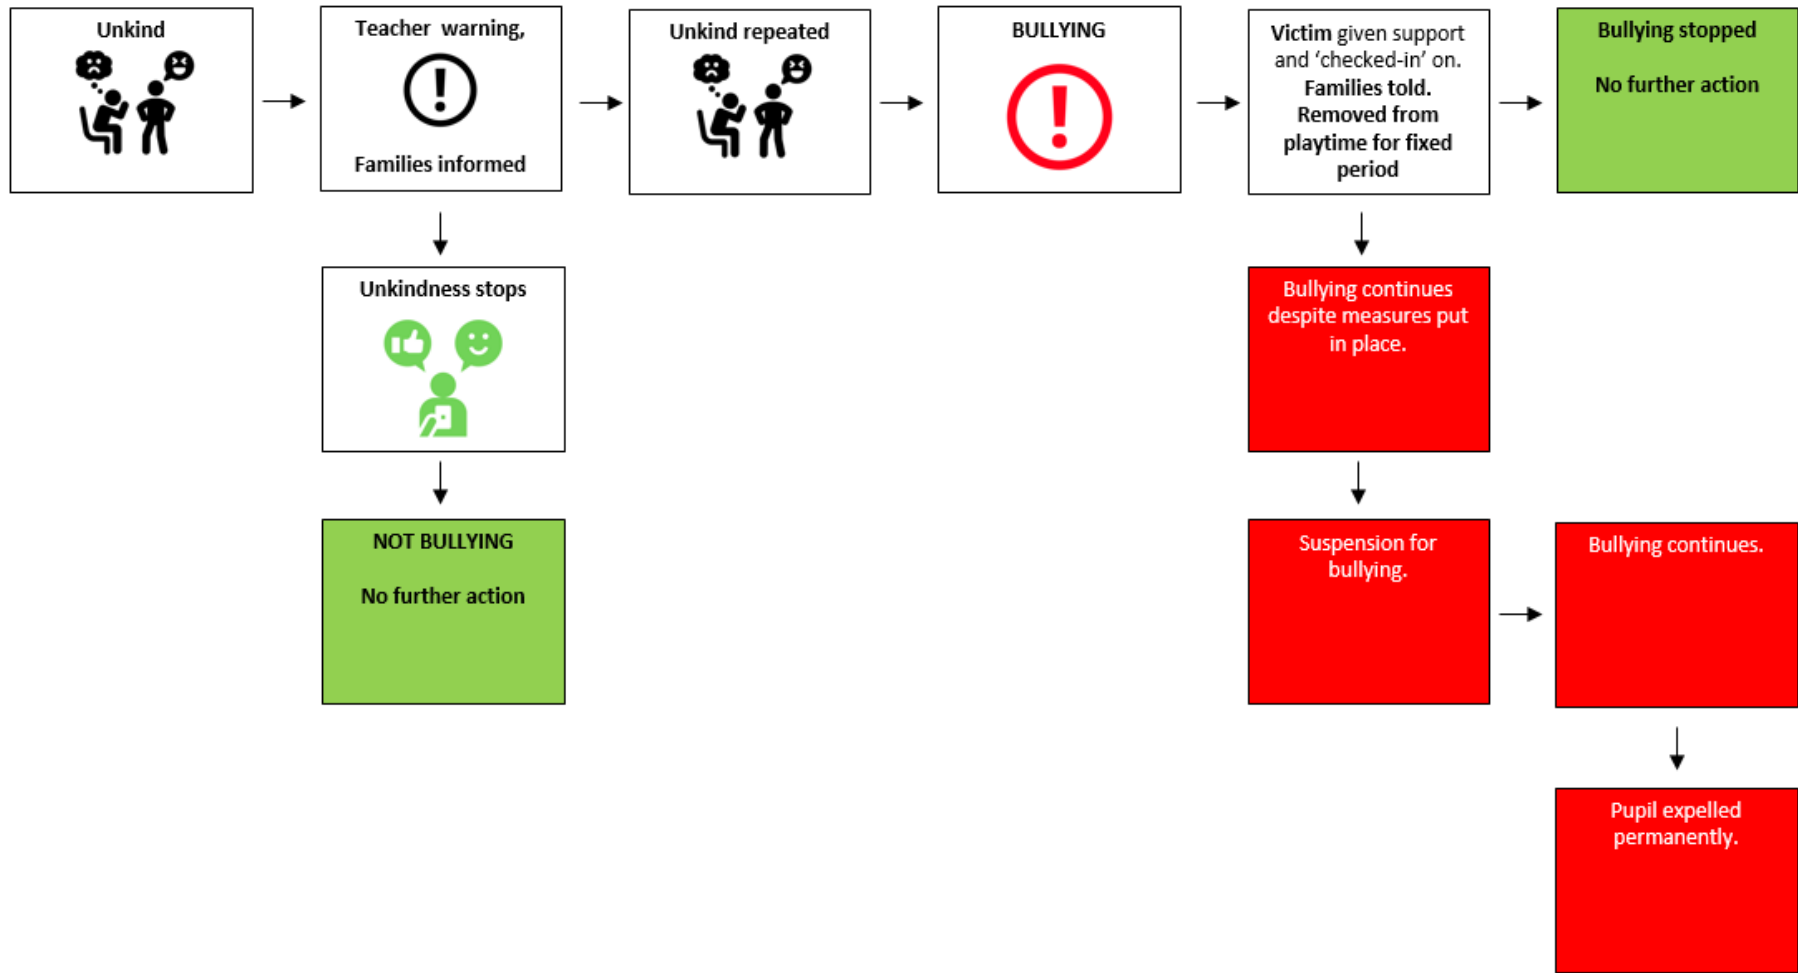 Unkind
Teacher warning,
Families informed
Unkind repeated
BULLYING
Victim given support
and ‘checked-in’ on.
Families told.
Removed from
playtime for fixed
period
Bullying stopped
No further action
Unkindness stops
Bullying continues
despite measures put
in place.
NOT BULLYING
No further action
Suspension for
bullying.
Bullying continues.
Pupil expelled
permanently.